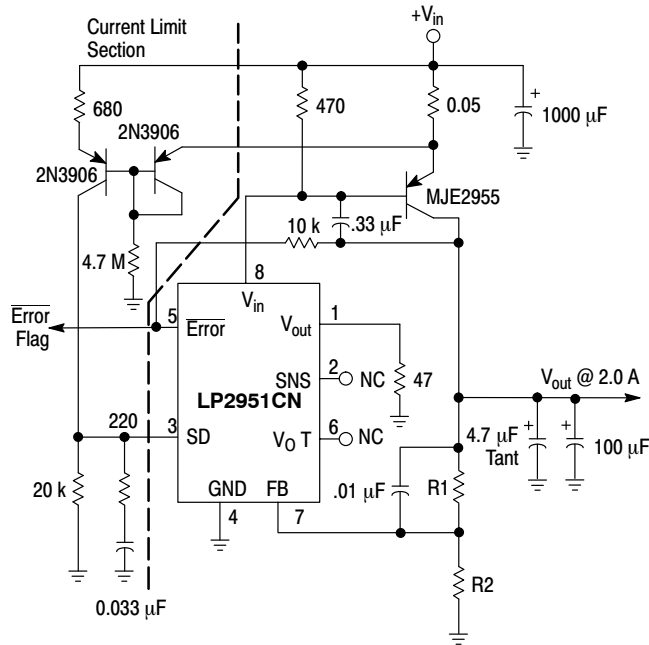 Current Limit
Section
+Vin
680
470
0.05
+
1000 μF
2N3906
2N3906
MJE2955
.33 μF
10 k
4.7 M
8
Vin
Error
Flag
5
Error
Vout
1
SNS
2
NC
47
LP2951CN
Vout @ 2.0 A
220
3
SD
VO T
6
NC
4.7 μF
Tant
+
+
100 μF
20 k
GND
FB
.01 μF
R1
4
7
0.033 μF
R2